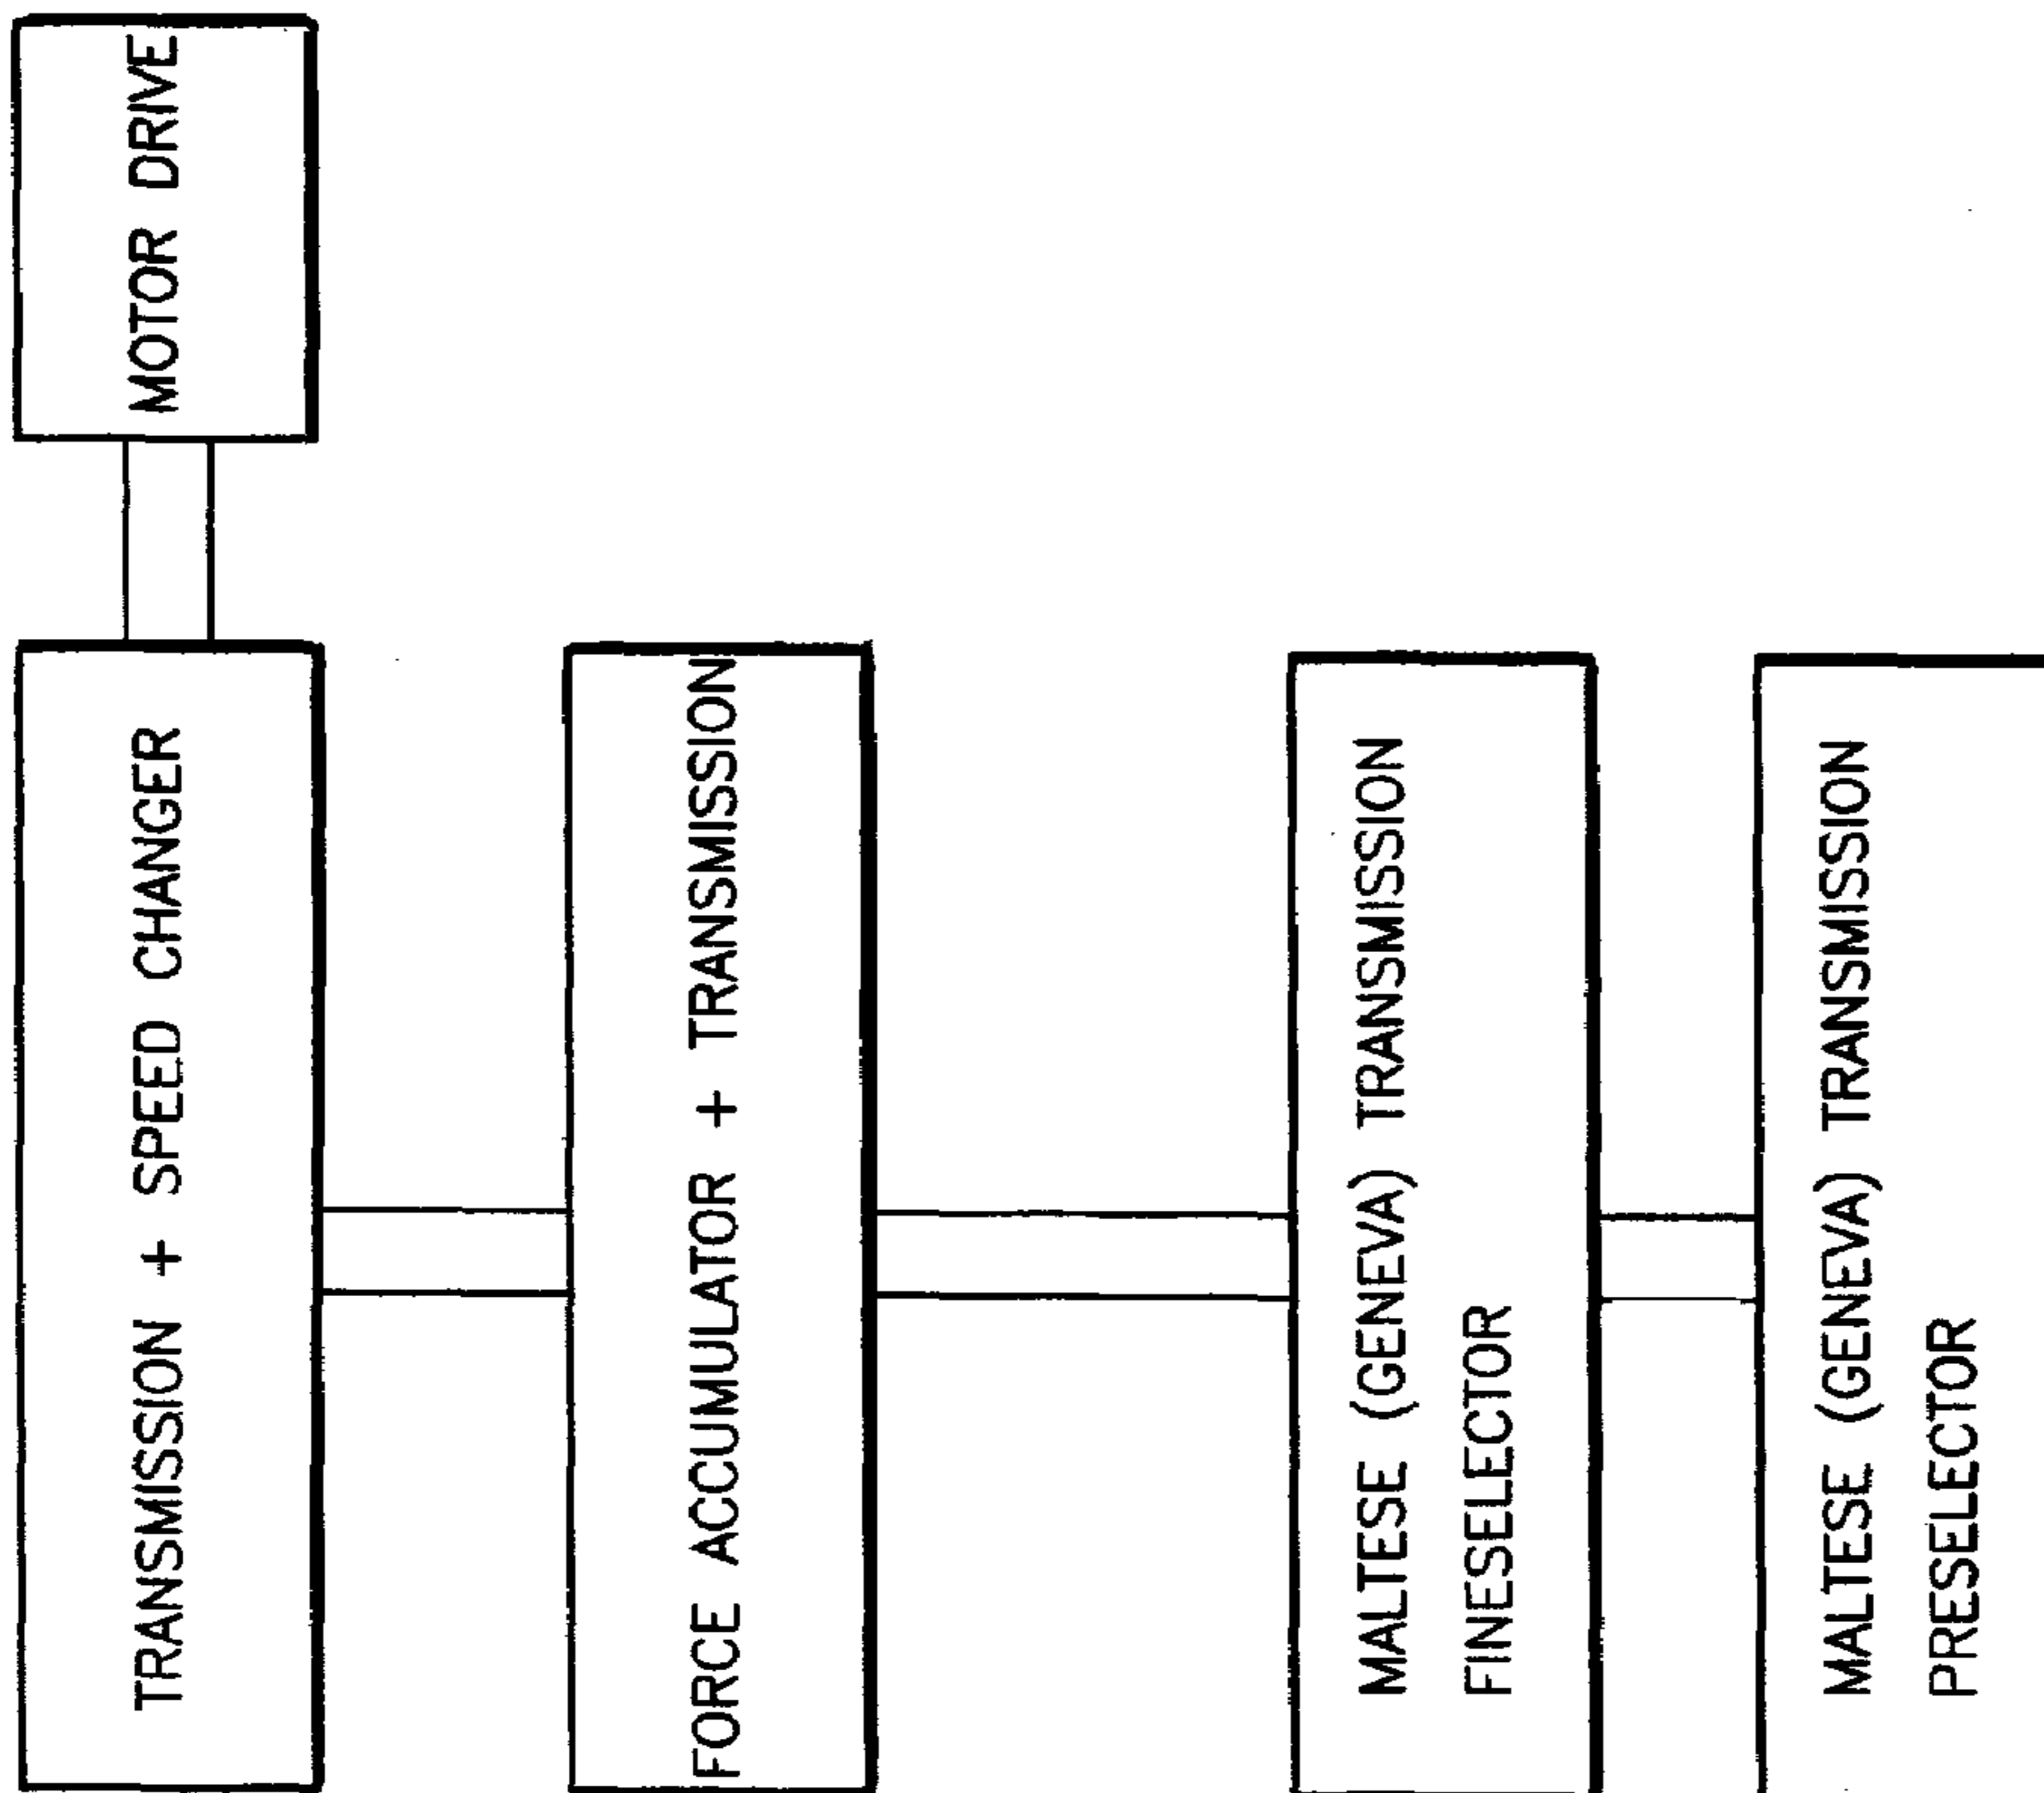 MOTOR DRIVE
TRANSMISSION + SPEED CHANGER
FORCE ACCUMULATOR + TRANSMISSION
MALTESE (GENEVA) TRANSMISSION
FINESELECTOR
MALTESE (GENEVA) TRANSMISSION
PRESELECTOR